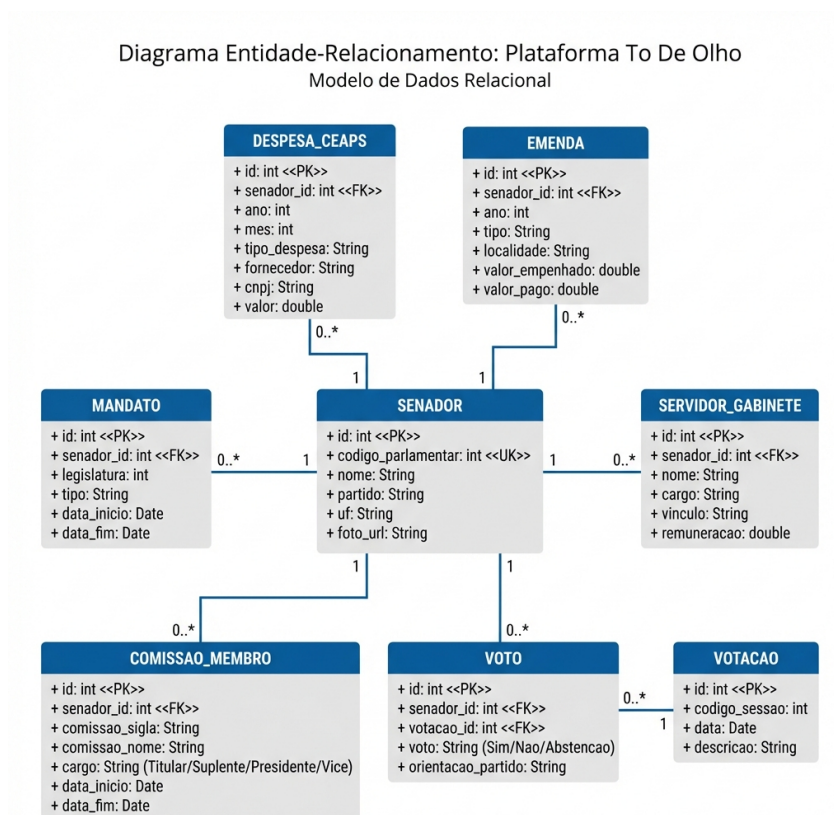 Diagrama Entidade-Relacionamento: Plataforma To De Olho
Modelo de Dados Relacional
DESPESA_CEAPS
+ id: int <<PK>>
+ senador_id: int <<FK>>
+ ano: int
+ mes: int
+ tipo_despesa: String
+ fornecedor: String
+ cnpj: String
+ valor: double
0..*
1
EMENDA
+ id: int <<PK>>
+ senador_id: int <<FK>>
+ ano: int
+ tipo: String
+ localidade: String
+ valor_empenhado: double
+ valor_pago: double
0..*
1
MANDATO
+ id: int <<PK>>
+ senador_id: int <<FK>>
+ legislatura: int
+ tipo: String
+ data_inicio: Date
+ data_fim: Date
0..*
1
SENADOR
+ id: int <<PK>>
+ codigo_parlamentar: int <<UK>>
+ nome: String
+ partido: String
+ uf: String
+ foto_url: String
1
0..*
SERVIDOR_GABINETE
+ id: int <<PK>>
+ senador_id: int <<FK>>
+ nome: String
+ cargo: String
+ vinculo: String
+ remuneracao: double
1
0..*
1
0..*
COMISSAO_MEMBRO
+ id: int <<PK>>
+ senador_id: int <<FK>>
+ comissao_sigla: String
+ comissao_nome: String
+ cargo: String (Titular/Suplente/Presidente/Vice)
+ data_inicio: Date
+ data_fim: Date
VOTO
+ id: int <<PK>>
+ senador_id: int <<FK>>
+ votacao_id: int <<FK>>
+ voto: String (Sim/Nao/Abstencao)
+ orientacao_partido: String
0..*
1
VOTACAO
+ id: int <<PK>>
+ codigo_sessao: int
+ data: Date
+ descricao: String